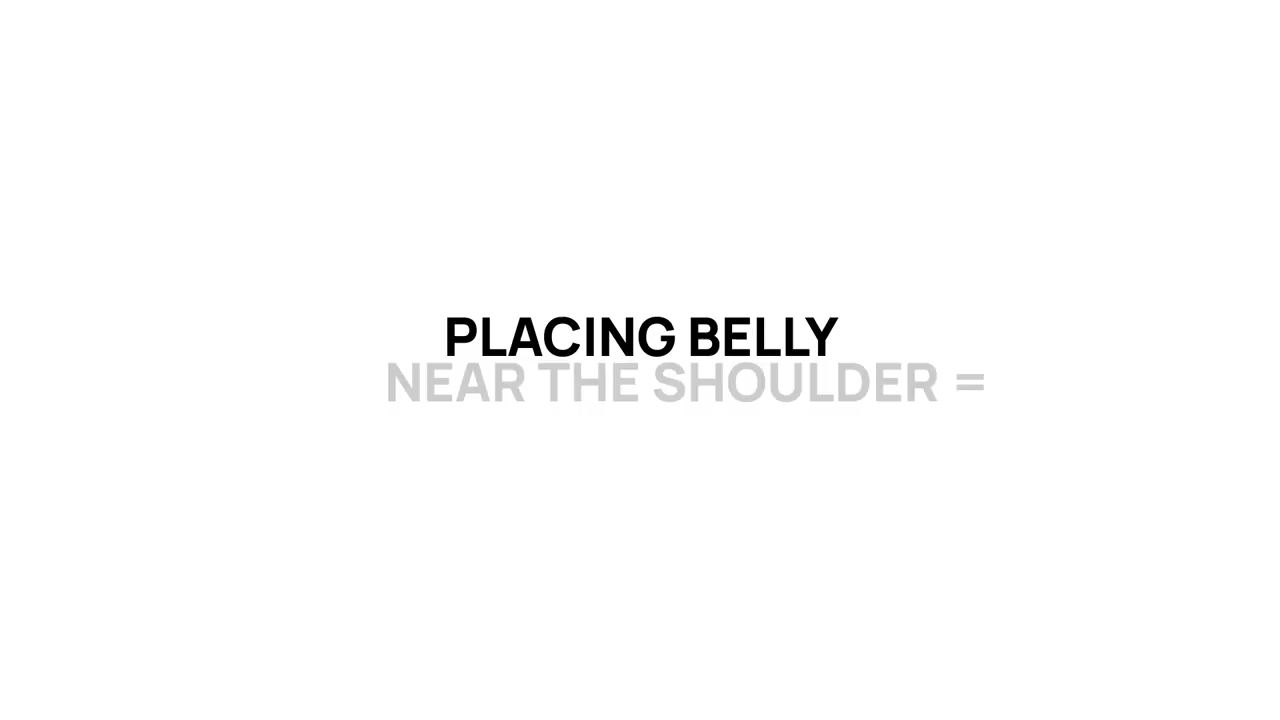 PLACING BELLY
NEAR THE SHOULDER =